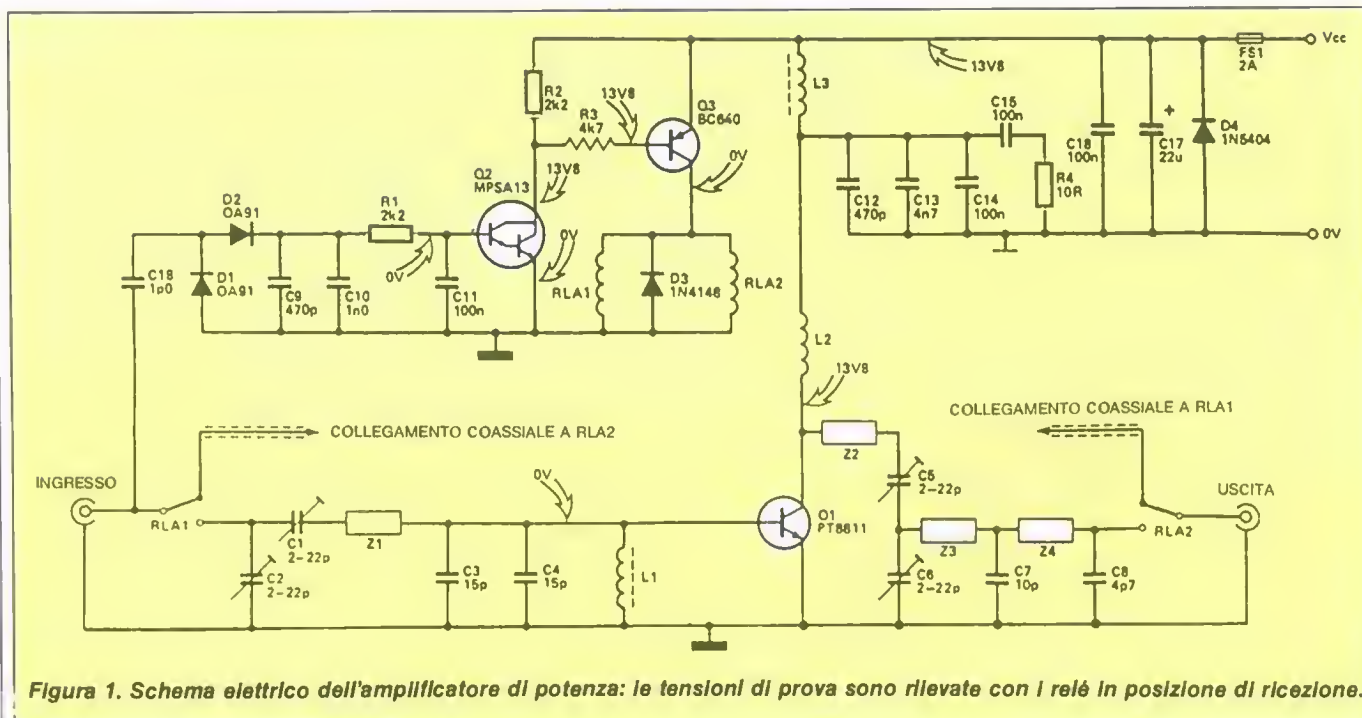 Vcc
FS1
2A
13V8
R2
2k2
R3
4k7
13V8
Q3
BC640
L3
C15
100n
C18
100n
+
C17
22u
D4
1N5404
Q2
MPSA13
13V8
0V
D2
OA91
R1
2k2
C12
470p
C13
4n7
C14
100n
R4
10R
0V
C18
1p0
D1
OA91
C9
470p
C10
1n0
0V
C11
100n
0V
RLA1
D3
1N4148
RLA2
L2
13V8
COLLEGAMENTO COASSIALE A RLA2
COLLEGAMENTO COASSIALE A RLA1
INGRESSO
RLA1
C1
2-22p
Z1
0V
Z2
C5
2-22p
Q1
PT8811
USCITA
RLA2
C2
2-22p
C3
15p
C4
15p
L1
Z3
Z4
C6
2-22p
C7
10p
C8
4p7
Figura 1. Schema elettrico dell'amplificatore di potenza: le tensioni di prova sono rilevate con i relé in posizione di ricezione.